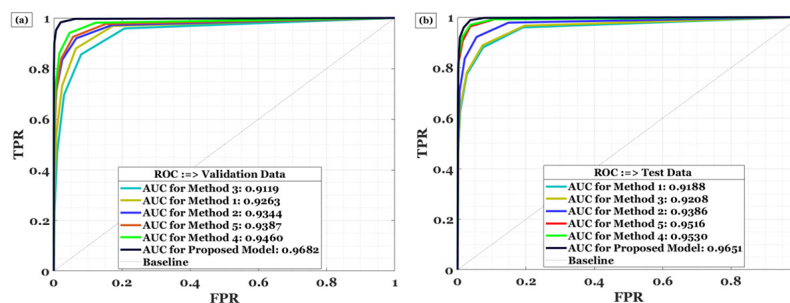 (a)
1
0.8
0.6
0.4
0.2
0
TPR
0
0.2
0.4
0.6
0.8
1
FPR
ROC :=> Validation Data
AUC for Method 3: 0.9119
AUC for Method 1: 0.9263
AUC for Method 2: 0.9344
AUC for Method 5: 0.9387
AUC for Method 4: 0.9460
AUC for Proposed Model: 0.9682
Baseline
(b)
1
0.8
0.6
0.4
0.2
0
TPR
0
0.2
0.4
0.6
0.8
FPR
ROC :=> Test Data
AUC for Method 1: 0.9188
AUC for Method 3: 0.9208
AUC for Method 2: 0.9386
AUC for Method 5: 0.9516
AUC for Method 4: 0.9530
AUC for Proposed Model: 0.9651
Baseline